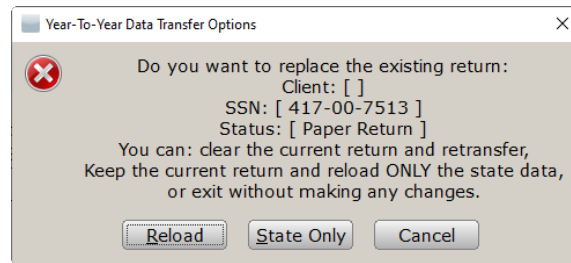 Year-To-Year Data Transfer Options
Do you want to replace the existing return:
Client: [ ]
SSN: [ 417-00-7513 ]
Status: [ Paper Return ]
You can: clear the current return and retransfer,
Keep the current return and reload ONLY the state data,
or exit without making any changes.
Reload State Only Cancel